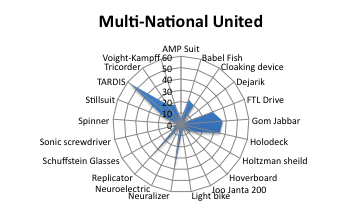 Multi-National United
AMP Suit
Voight-Kampff
Babel Fish
Tricorder
Cloaking device
TARDIS
Dejarik
Stillsuit
FTL Drive
Spinner
Gom Jabbar
Sonic screwdriver
Holodeck
Schuffstein Glasses
Holtzman sheild
Replicator
Hoverboard
Neuroelectric
Joo Janta 200
Neuralizer
Light bike
60
50
40
30
20
10
0